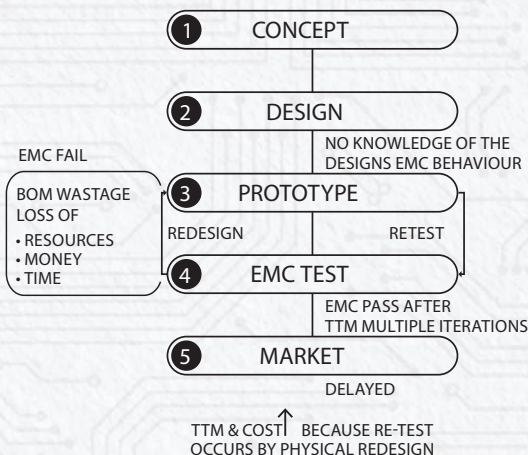 1 CONCEPT
2 DESIGN
NO KNOWLEDGE OF THE
DESIGNS EMC BEHAVIOUR
EMC FAIL
BOM WASTAGE
LOSS OF
• RESOURCES
• MONEY
• TIME
3 PROTOTYPE
REDESIGN
RETEST
4 EMC TEST
EMC PASS AFTER
TTM MULTIPLE ITERATIONS
5 MARKET
DELAYED
TTM & COST ↑ BECAUSE RE-TEST
OCCURS BY PHYSICAL REDESIGN